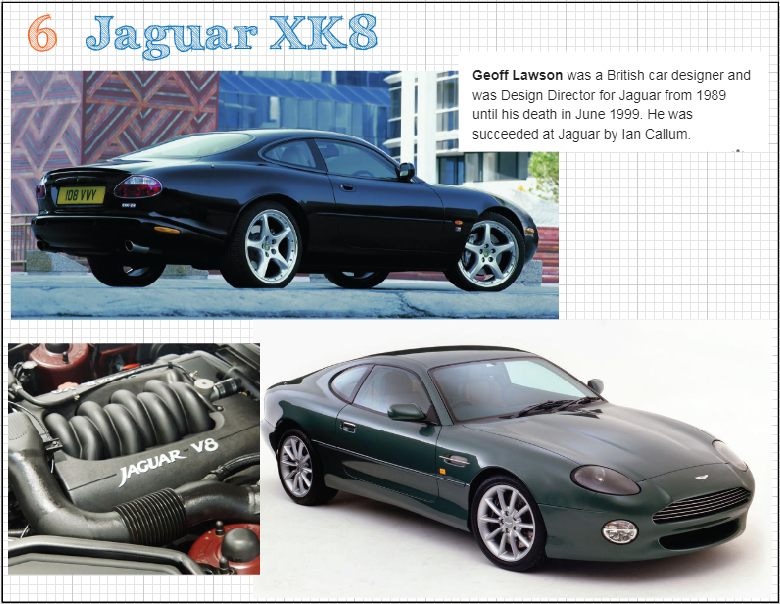 6 Jaguar XK8
Geoff Lawson was a British car designer and
was Design Director for Jaguar from 1989
until his death in June 1999. He was
succeeded at Jaguar by Ian Callum.
108 VVY
JAGUAR V8